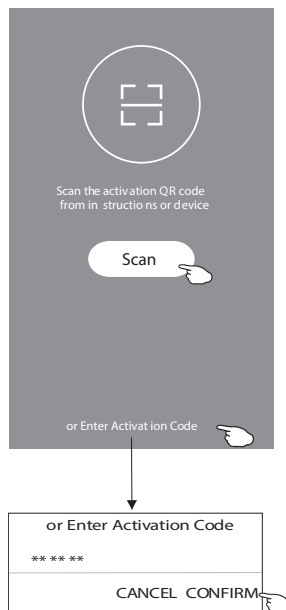 Scan the activation QR code
from in structio ns or device
Scan
or Enter Activat ion Code
or Enter Activation Code
** ** **
CANCEL CONFIRM